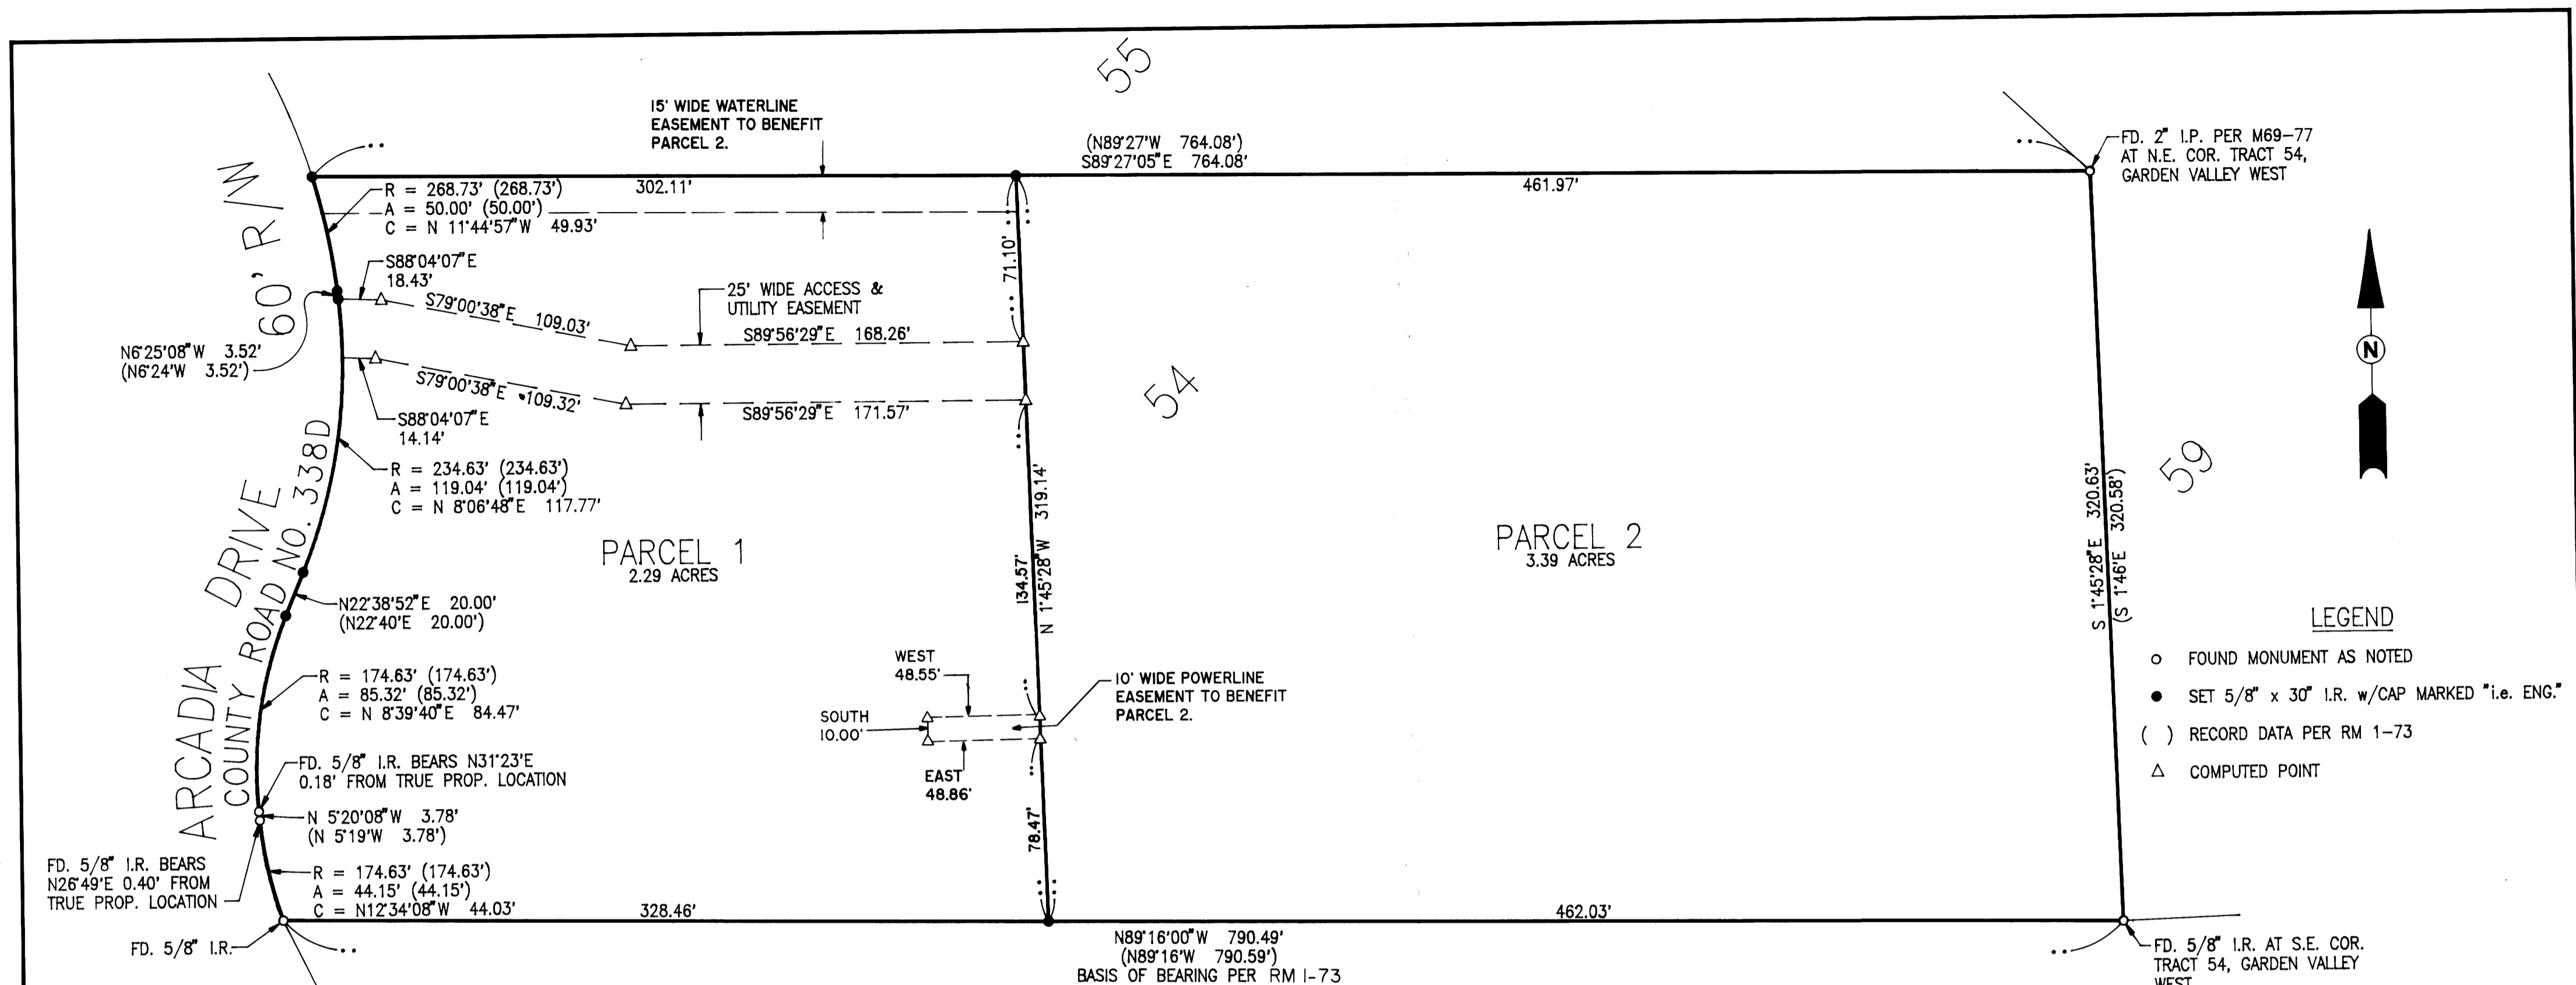 55
15' WIDE WATERLINE
EASEMENT TO BENEFIT
PARCEL 2.
(N89°27'W 764.08')
S89°27'05"E 764.08'
FD. 2" I.P. PER M69-77
AT N.E. COR. TRACT 54,
GARDEN VALLEY WEST
302.11'
461.97'
R = 268.73' (268.73')
A = 50.00' (50.00')
C = N 11°44'57"W 49.93'
60' R/W
S88°04'07"E
18.43'
S79°00'38"E 109.03'
25' WIDE ACCESS &
UTILITY EASEMENT
S89°56'29"E 168.26'
71.10'
N6°25'08"W 3.52'
(N6°24'W 3.52')
S79°00'38"E 109.32'
S89°56'29"E 171.57'
S88°04'07"E
14.14'
54
N
59
R = 234.63' (234.63')
A = 119.04' (119.04')
C = N 8°06'48"E 117.77'
PARCEL 1
2.29 ACRES
134.57'
N 1°45'28"W 319.14'
PARCEL 2
3.39 ACRES
S 1°45'28"E 320.63'
(S 1°46'E 320.58')
ARCADIA DRIVE
COUNTY ROAD NO. 338D
N22°38'52"E 20.00'
(N22°40'E 20.00')
LEGEND
FOUND MONUMENT AS NOTED
SET 5/8" x 30" I.R. w/CAP MARKED "i.e. ENG."
( ) RECORD DATA PER RM 1-73
COMPUTED POINT
R = 174.63' (174.63')
A = 85.32' (85.32')
C = N 8°39'40"E 84.47'
WEST
48.55'
SOUTH
10.00'
EAST
48.86'
10' WIDE POWERLINE
EASEMENT TO BENEFIT
PARCEL 2.
FD. 5/8" I.R. BEARS N31°23'E
0.18' FROM TRUE PROP. LOCATION
N 5°20'08"W 3.78'
(N 5°19'W 3.78')
78.47'
FD. 5/8" I.R. BEARS
N26°49'E 0.40' FROM
TRUE PROP. LOCATION
R = 174.63' (174.63')
A = 44.15' (44.15')
C = N12°34'08"W 44.03'
328.46'
462.03'
FD. 5/8" I.R.
N89°16'00"W 790.49'
(N89°16'W 790.59')
BASIS OF BEARING PER RM 1-73
FD. 5/8" I.R. AT S.E. COR.
TRACT 54, GARDEN VALLEY
WEST